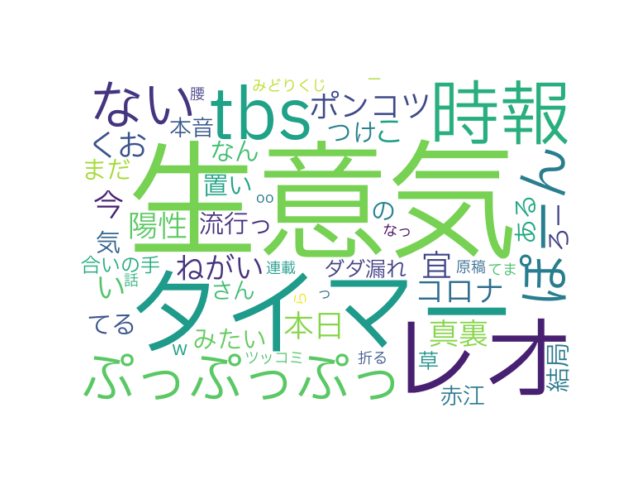 みどりくじ
ー
ない
腰
tbs
ポンコツ
時報
くお
本音
つけこ
まだ
なん
生意気
置い
oo
の
ぽーん
ある
今
陽性
流行っ
なっ
ろー
気
合いの手
ねがい
ダダ漏れ
宜
原稿
てま
連載
い
話
タイマー
さん
っ
コロナ
てる
みたい
本日
真裏
レオ
w
ツッコミ
折る
草
結局
ぷっぷっぷっ
赤江